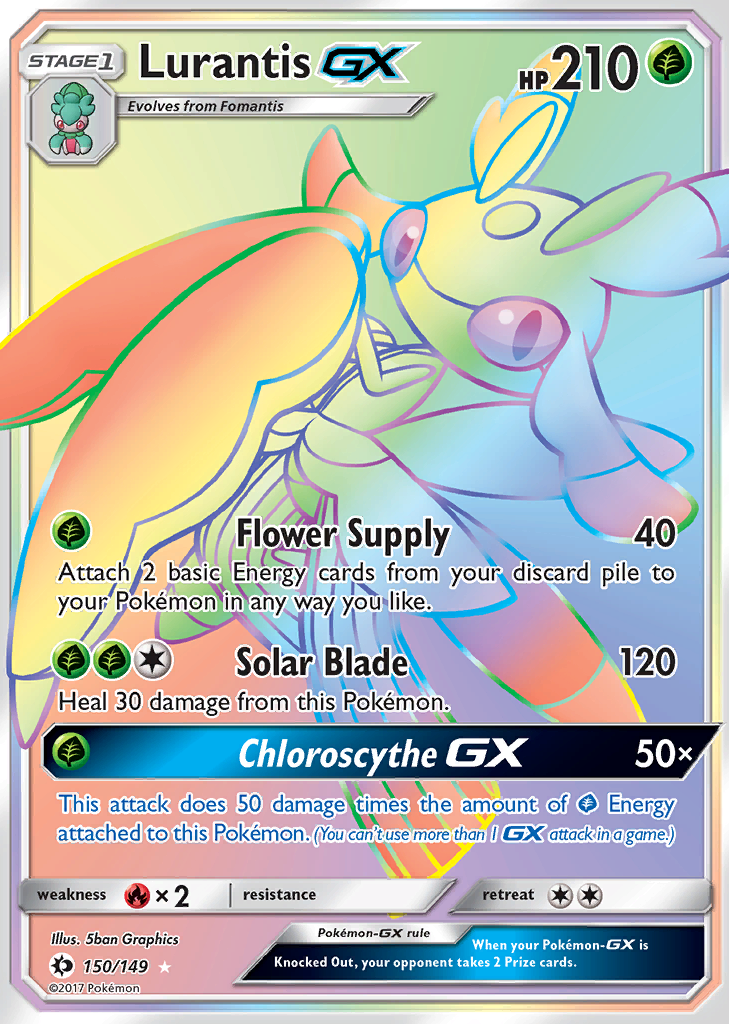 STAGE1 Lurantis GX HP210
Evolves from Fomantis
Flower Supply 40
Attach 2 basic Energy cards from your discard pile to
your Pokémon in any way you like.
Solar Blade 120
Heal 30 damage from this Pokémon.
Chloroscythe GX 50×
This attack does 50 damage times the amount of Energy
attached to this Pokémon. (You can't use more than 1 GX attack in a game.)
weakness ×2 resistance retreat
Illus. 5ban Graphics
Pokémon-GX rule
When your Pokémon-GX is
Knocked Out, your opponent takes 2 Prize cards.
150/149
©2017 Pokémon